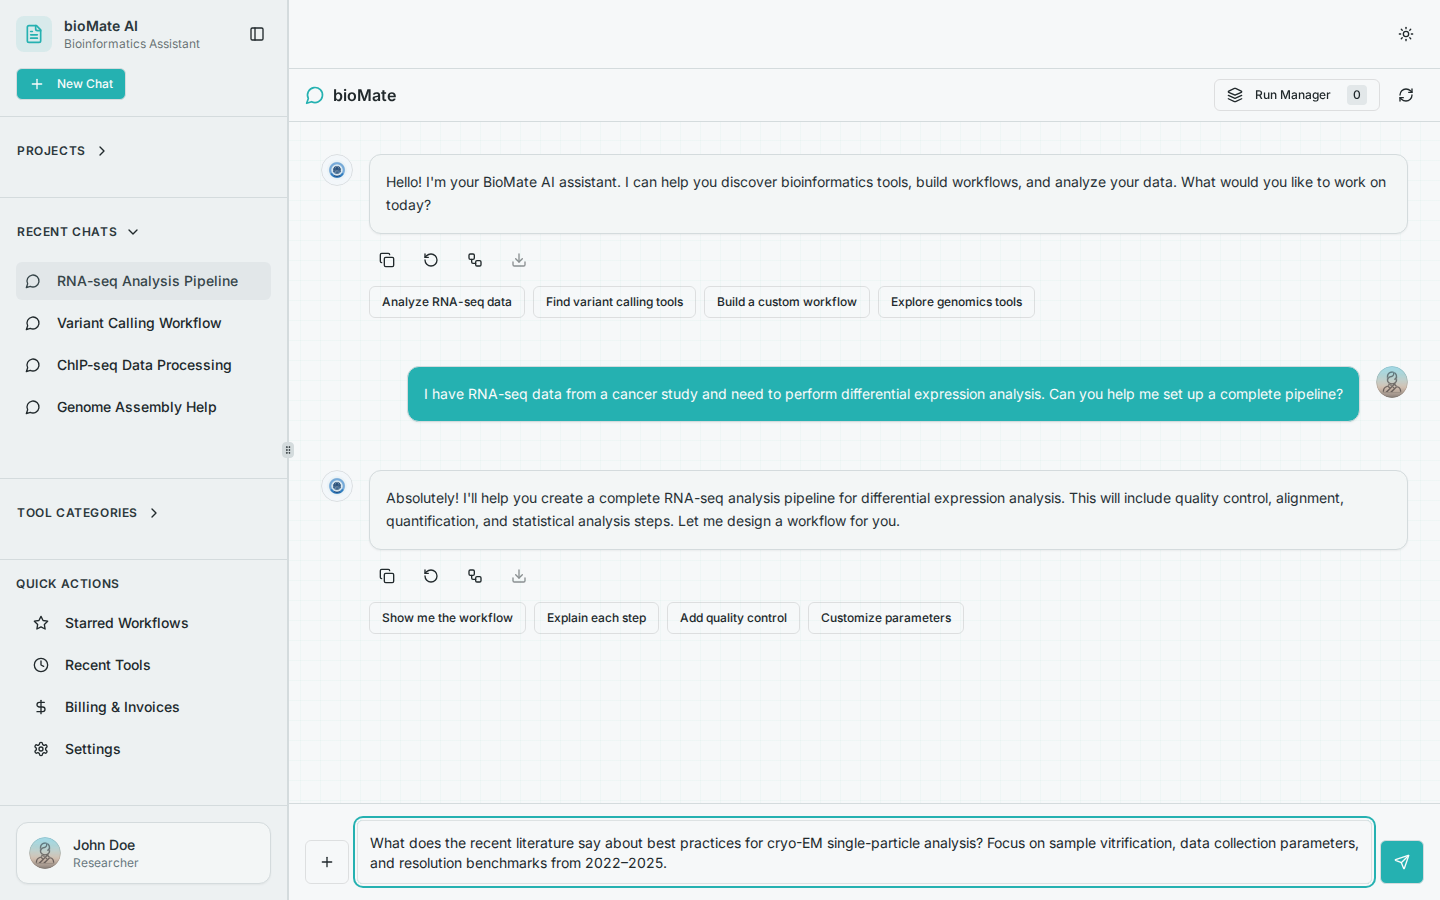 bioMate AI
Bioinformatics Assistant
New Chat
PROJECTS
RECENT CHATS
RNA-seq Analysis Pipeline
Variant Calling Workflow
ChIP-seq Data Processing
Genome Assembly Help
TOOL CATEGORIES
QUICK ACTIONS
Starred Workflows
Recent Tools
Billing & Invoices
Settings
John Doe
Researcher
bioMate
Run Manager 0
Hello! I'm your BioMate AI assistant. I can help you discover bioinformatics tools, build workflows, and analyze your data. What would you like to work on
today?
Analyze RNA-seq data
Find variant calling tools
Build a custom workflow
Explore genomics tools
I have RNA-seq data from a cancer study and need to perform differential expression analysis. Can you help me set up a complete pipeline?
Absolutely! I'll help you create a complete RNA-seq analysis pipeline for differential expression analysis. This will include quality control, alignment,
quantification, and statistical analysis steps. Let me design a workflow for you.
Show me the workflow
Explain each step
Add quality control
Customize parameters
What does the recent literature say about best practices for cryo-EM single-particle analysis? Focus on sample vitrification, data collection parameters,
and resolution benchmarks from 2022–2025.